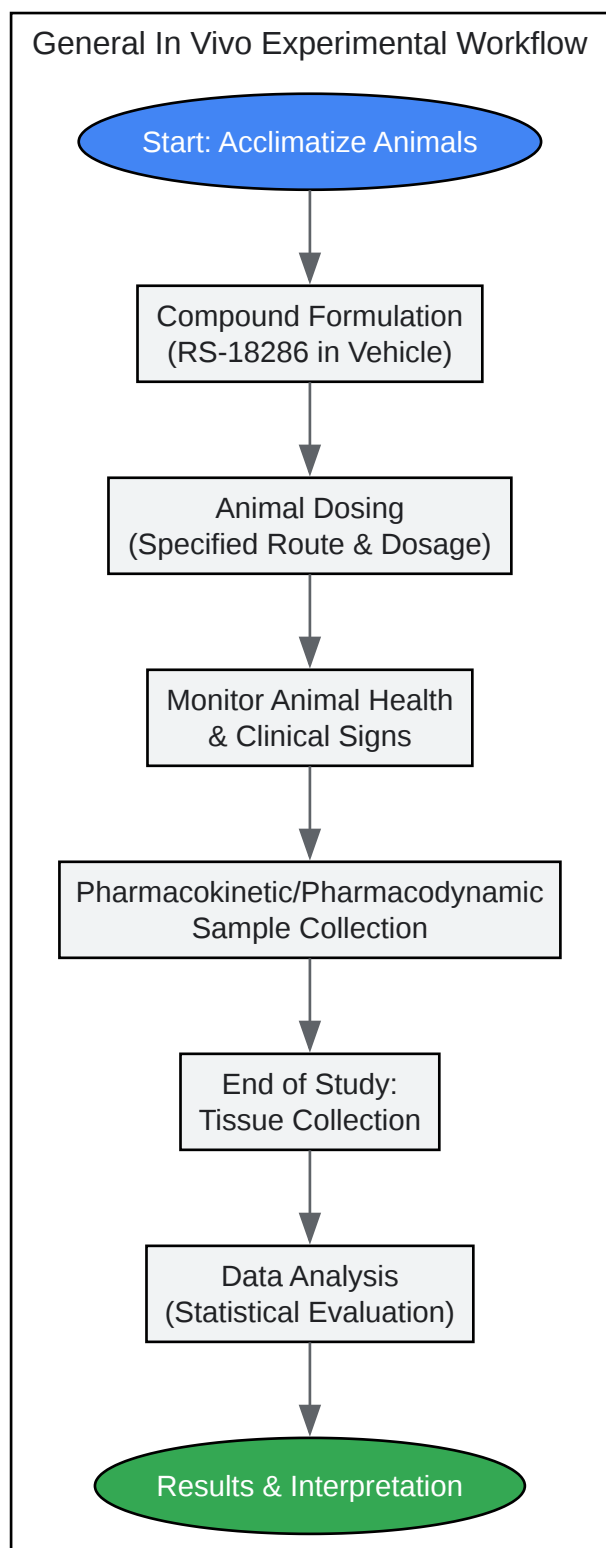 General In Vivo Experimental Workflow
Start: Acclimatize Animals
Compound Formulation
(RS-18286 in Vehicle)
Animal Dosing
(Specified Route & Dosage)
Monitor Animal Health
& Clinical Signs
Pharmacokinetic/Pharmacodynamic
Sample Collection
End of Study:
Tissue Collection
Data Analysis
(Statistical Evaluation)
Results & Interpretation